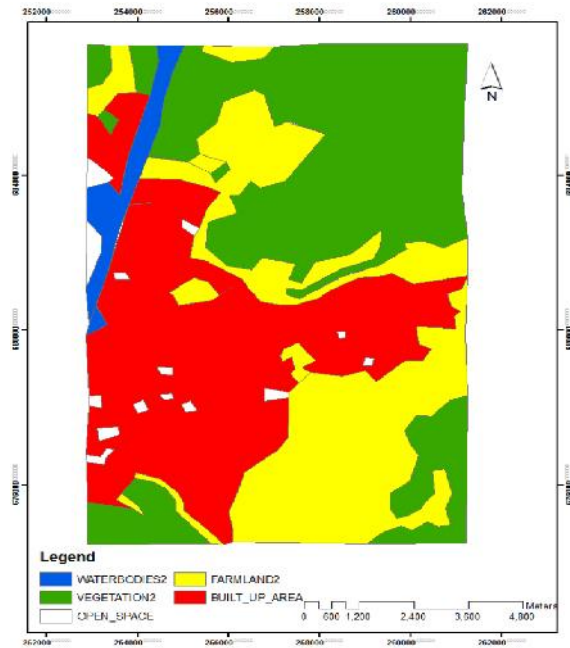 252000 254000 256000 258000 260000 262000
N
Legend
WATERBODIES2 FARMLAND2
VEGETATION2 BUILT_UP_AREA
OPEN_SPACE
Meters
0 600 1,200 2,400 3,600 4,800
252000 254000 256000 258000 260000 262000